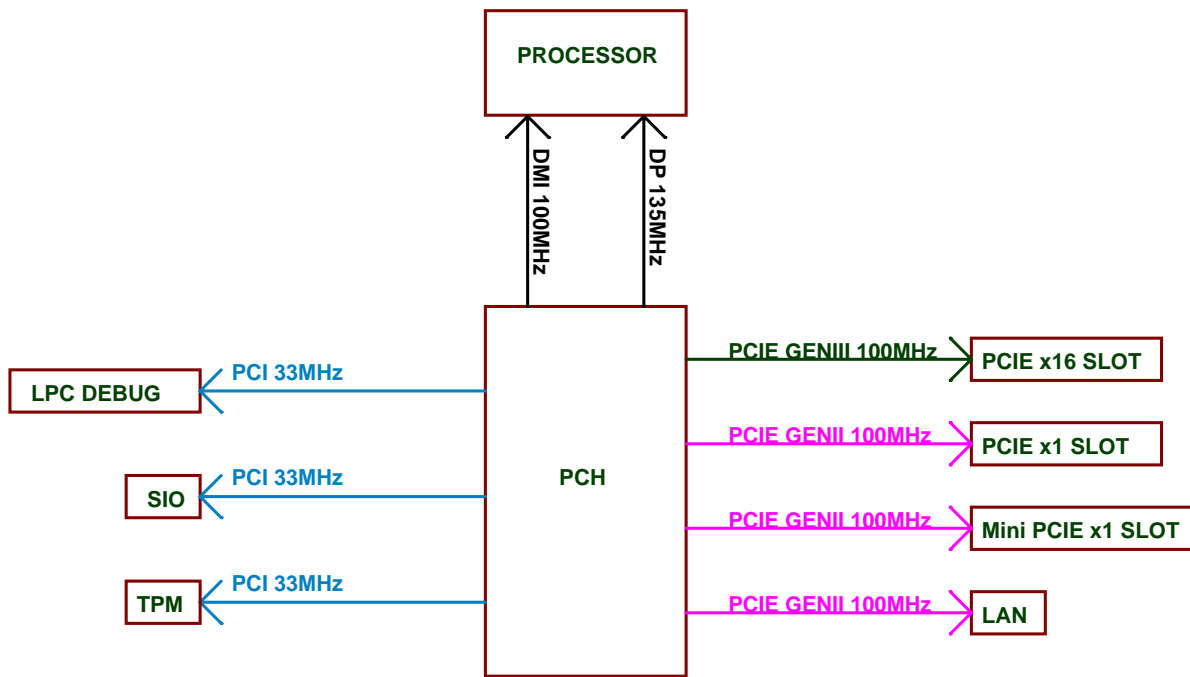 PROCESSOR
DMI 100MHz
DP 135MHz
PCIE GENIII 100MHz
PCIE x16 SLOT
PCI 33MHz
LPC DEBUG
PCIE GENII 100MHz
PCIE x1 SLOT
PCI 33MHz
SIO
PCH
PCIE GENII 100MHz
Mini PCIE x1 SLOT
PCI 33MHz
TPM
PCIE GENII 100MHz
LAN